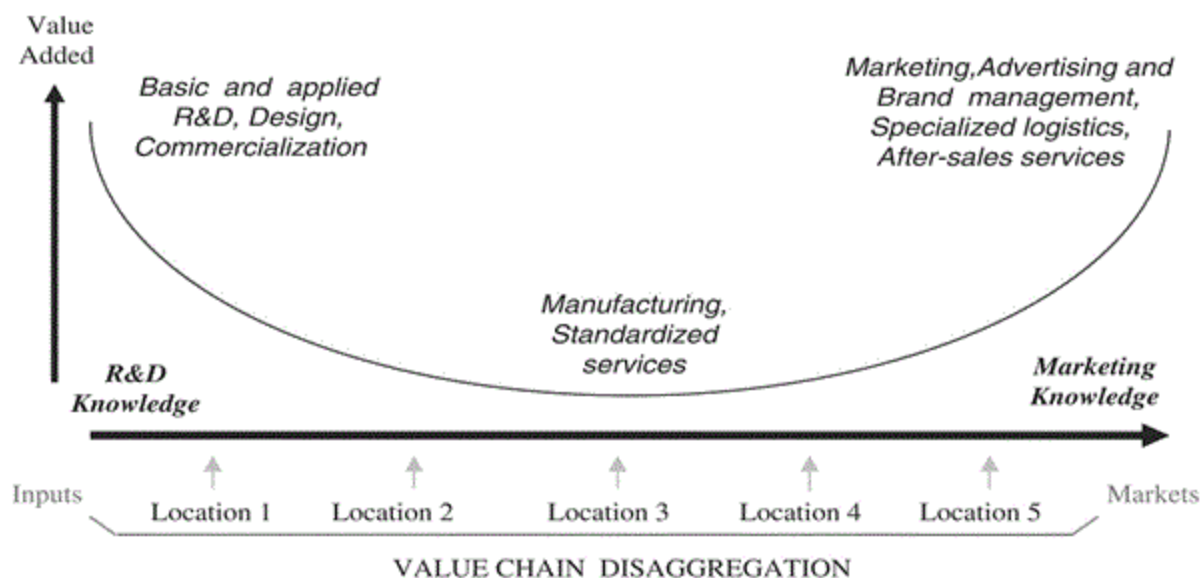 Value
Added
Basic and applied
R&D, Design,
Commercialization
Marketing,Advertising and
Brand management,
Specialized logistics,
After-sales services
Manufacturing,
Standardized
services
R&D
Knowledge
Marketing
Knowledge
Inputs
Location 1
Location 2
Location 3
Location 4
Location 5
Markets
VALUE CHAIN DISAGGREGATION